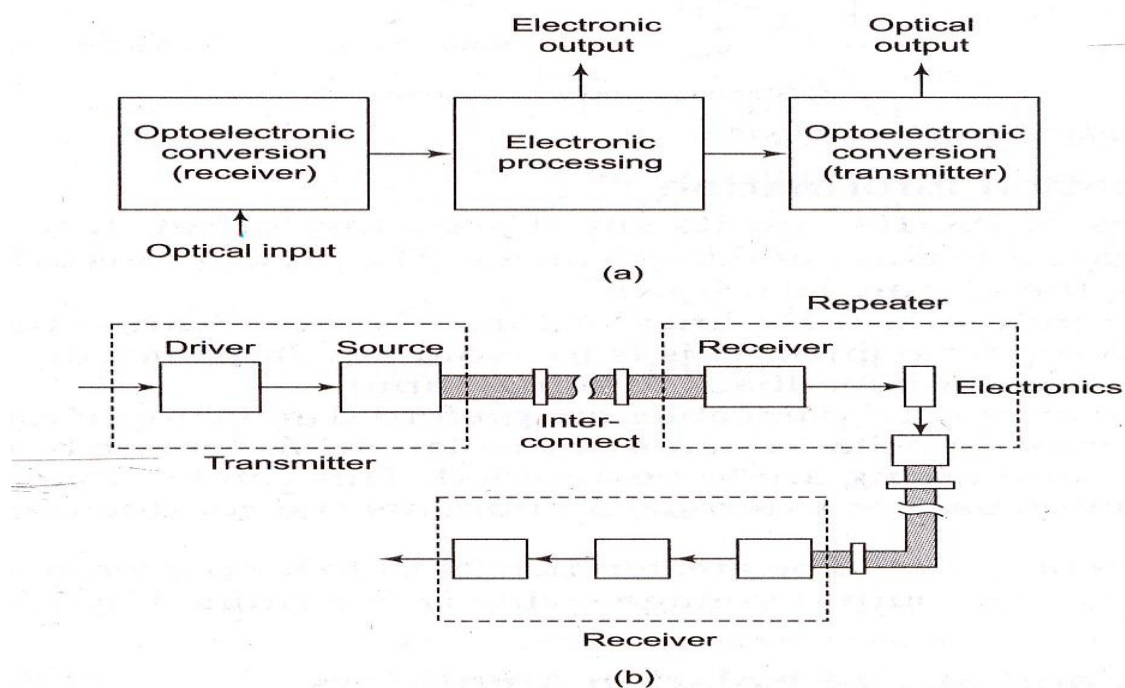 Electronic
output
Optical
output
Optoelectronic
conversion
(receiver)
Electronic
processing
Optoelectronic
conversion
(transmitter)
Optical input
(a)
Repeater
Driver
Source
Receiver
Electronics
Inter-
connect
Transmitter
Receiver
(b)